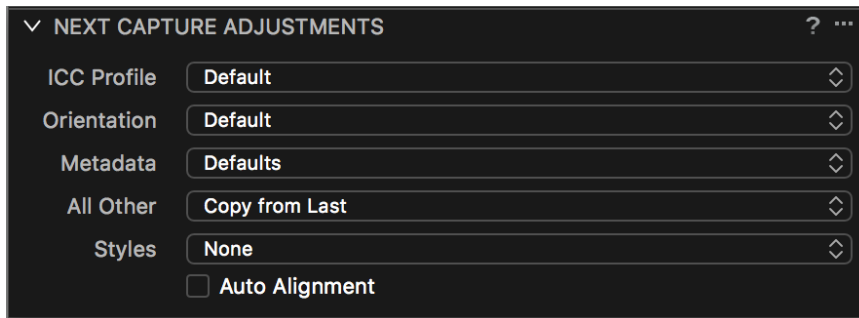 NEXT CAPTURE ADJUSTMENTS ? ···
ICC Profile Default
Orientation Default
Metadata Defaults
All Other Copy from Last
Styles None
Auto Alignment